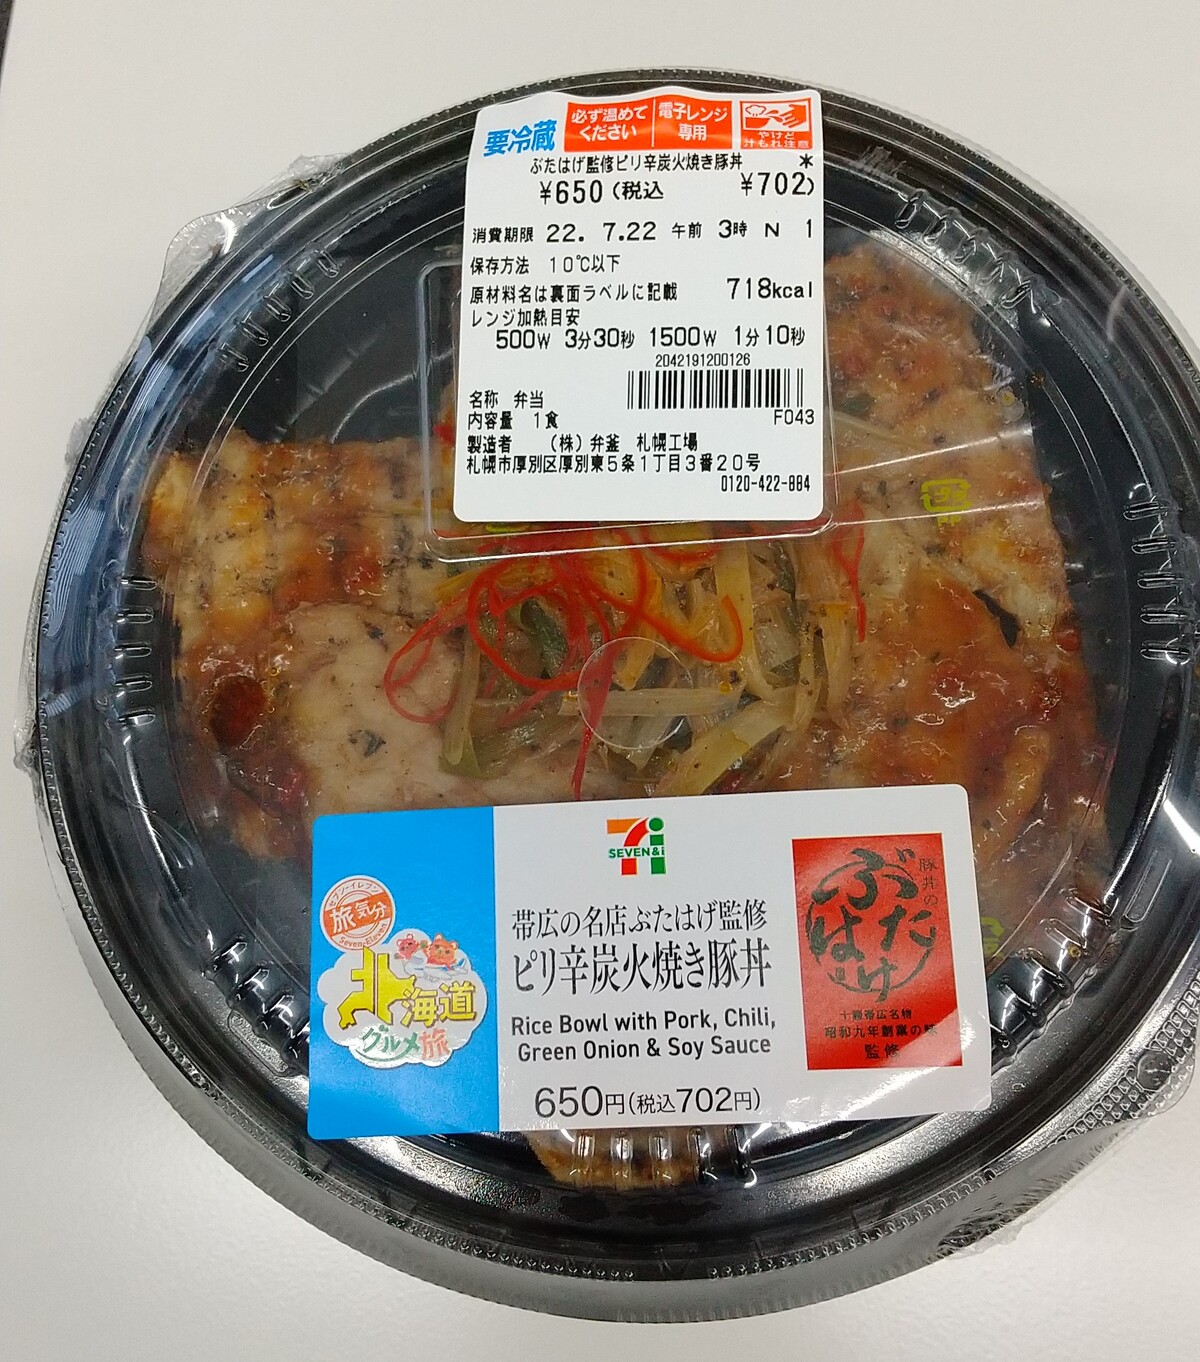 要冷蔵
必ず温めて
ください
電子レンジ
専用
やけど
汁もれ注意
ぶたはげ監修ピリ辛炭火焼き豚丼 *
¥650(税込 ¥702)
消費期限 22. 7.22 午前 3時 N 1
保存方法 10℃以下
原材料名は裏面ラベルに記載 718kcal
レンジ加熱目安
500W 3分30秒 1500W 1分10秒
2042191200126
名称 弁当
内容量 1食 F043
製造者 (株)弁釜 札幌工場
札幌市厚別区厚別東5条1丁目3番20号
0120-422-884
プラ
セブン-イレブン
旅気分
Seven-Eleven
北海道
グルメ旅
SEVEN&i
帯広の名店ぶたはげ監修
ピリ辛炭火焼き豚丼
Rice Bowl with Pork, Chili,
Green Onion & Soy Sauce
650円(税込702円)
豚丼の
ぶたはげ
十勝帯広名物
昭和九年創業の味
監修